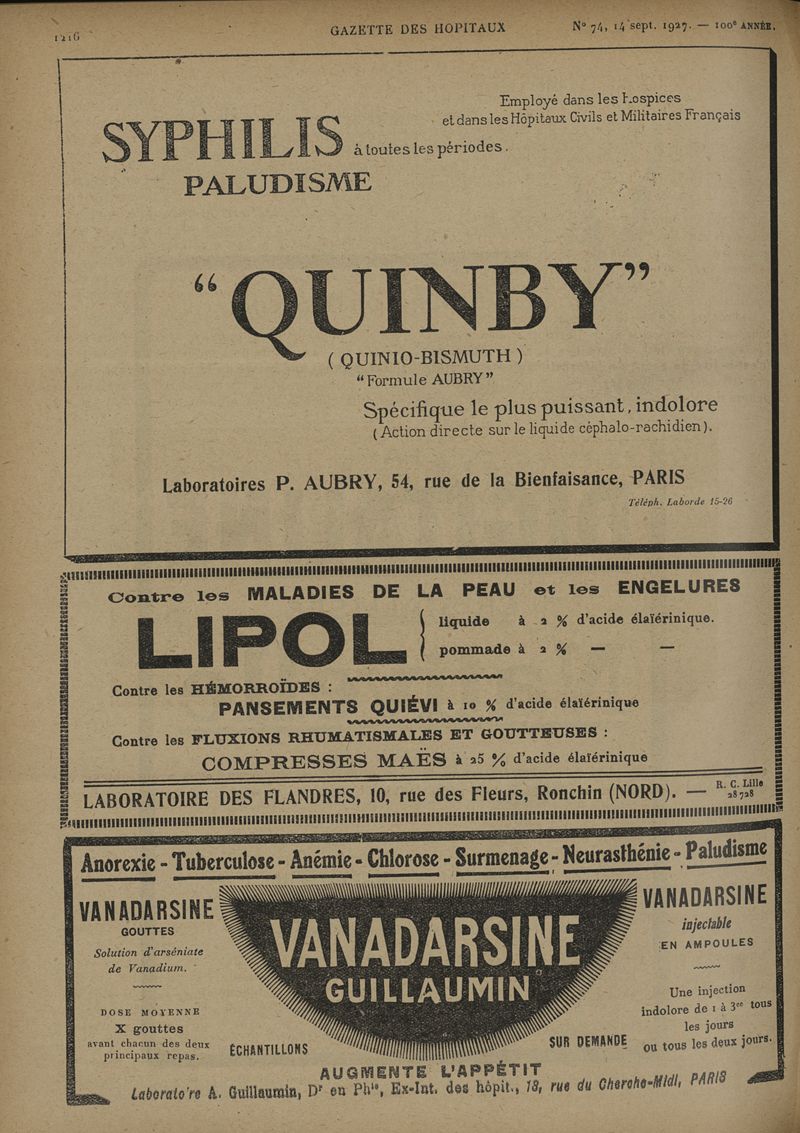 1216
GAZETTE DES HOPITAUX
Nº 74, 14 sept. 1927. — 100ᵉ ANNÉE.
Employé dans les Hospices
et dans les Hôpitaux Civils et Militaires Français
SYPHILIS à toutes les périodes.
PALUDISME
“QUINBY”
(QUINIO-BISMUTH)
“Formule AUBRY”
Spécifique le plus puissant, indolore
(Action directe sur le liquide céphalo-rachidien).
Laboratoires P. AUBRY, 54, rue de la Bienfaisance, PARIS
Téléph. Laborde 15-26
Contre les MALADIES DE LA PEAU et les ENGELURES
LIPOL
liquide à 2 % d'acide élaïérinique.
pommade à 2 % — —
Contre les HÉMORROÏDES :
PANSEMENTS QUIÉVI à 10 % d'acide élaïérinique
Contre les FLUXIONS RHUMATISMALES ET GOUTTEUSES :
COMPRESSES MAËS à 25 % d'acide élaïérinique
LABORATOIRE DES FLANDRES, 10, rue des Fleurs, Ronchin (NORD). — R. C. Lille
28728
Anorexie - Tuberculose - Anémie - Chlorose - Surmenage - Neurasthénie - Paludisme
VANADARSINE
GOUTTES
Solution d'arséniate
de Vanadium.
DOSE MOYENNE
X gouttes
avant chacun des deux
principaux repas.
VANADARSINE
GUILLAUMIN
VANADARSINE
injectable
EN AMPOULES
Une injection
indolore de 1 à 3ᶜᶜ tous
les jours
ou tous les deux jours.
ÉCHANTILLONS
SUR DEMANDE
AUGMENTE L'APPÉTIT
Laboratoire A. Guillaumin, Dʳ en Phⁱᵉ, Ex-Int. des hôpit., 13, rue du Cherche-Midi, PARIS